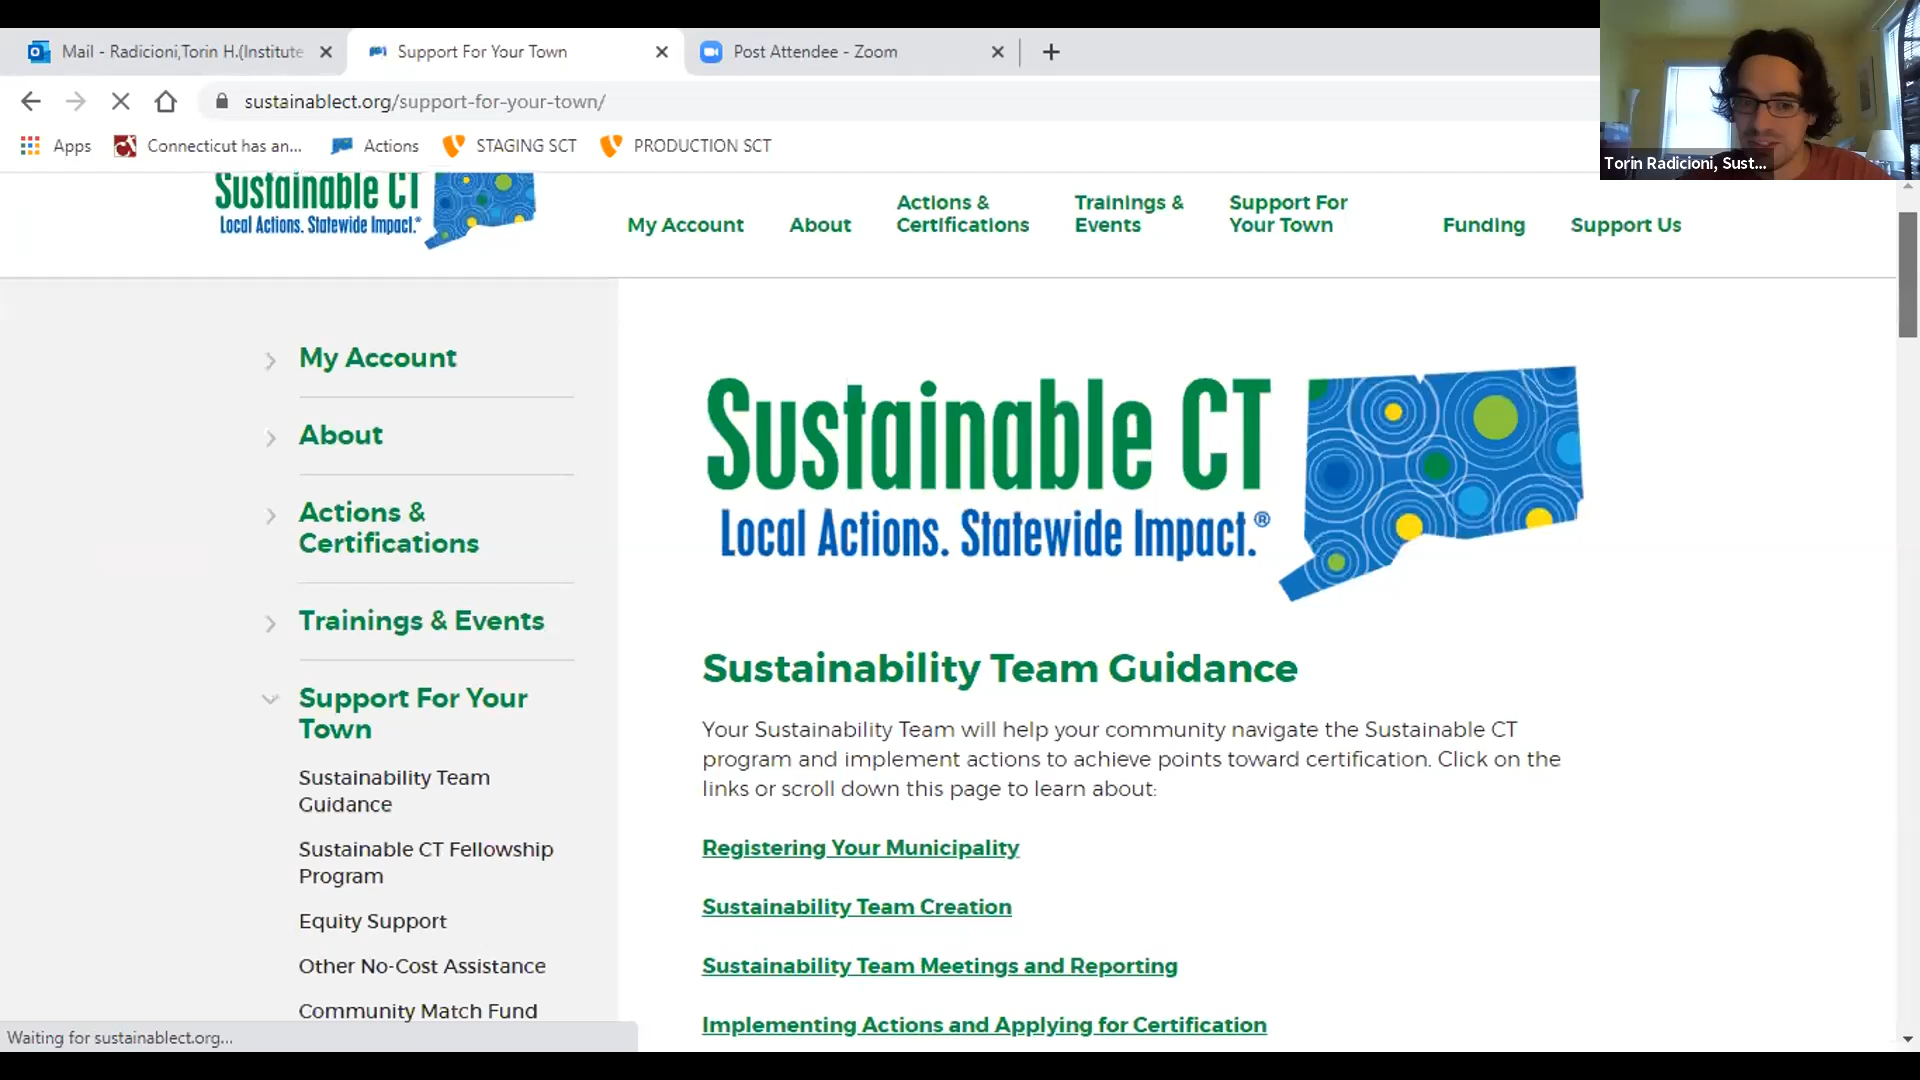 Mail - Radicioni,Torin H.(Institute
Support For Your Town
Post Attendee - Zoom
sustainablect.org/support-for-your-town/
Apps
Connecticut has an...
Actions
STAGING SCT
PRODUCTION SCT
Torin Radicioni, Sust...
Sustainable CT
Local Actions. Statewide Impact.®
My Account
About
Actions &
Certifications
Trainings &
Events
Support For
Your Town
Funding
Support Us
My Account
About
Actions &
Certifications
Trainings & Events
Support For Your
Town
Sustainability Team
Guidance
Sustainable CT Fellowship
Program
Equity Support
Other No-Cost Assistance
Community Match Fund
Sustainable CT
Local Actions. Statewide Impact.®
Sustainability Team Guidance
Your Sustainability Team will help your community navigate the Sustainable CT
program and implement actions to achieve points toward certification. Click on the
links or scroll down this page to learn about:
Registering Your Municipality
Sustainability Team Creation
Sustainability Team Meetings and Reporting
Implementing Actions and Applying for Certification
Waiting for sustainablect.org...